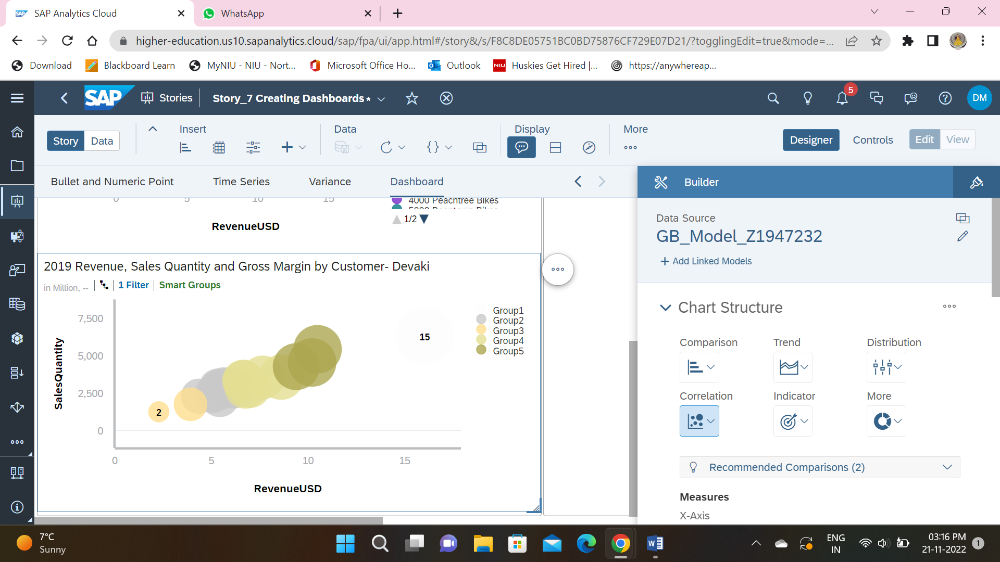 SAP Analytics Cloud
WhatsApp
higher-education.us10.sapanalytics.cloud/sap/fpa/ui/app.html#/story&/s/F8C8DE05751BC0BD75876CF729E07D21/?togglingEdit=true&mode=...
Download
Blackboard Learn
MyNIU - NIU - Nort...
Microsoft Office Ho...
Outlook
NIU
Huskies Get Hired |...
https://anywhereap...
SAP
Stories
Story_7 Creating Dashboards*
5
DM
Story
Data
Insert
Data
Display
More
Designer
Controls
Edit
View
Bullet and Numeric Point
Time Series
Variance
Dashboard
Builder
0 5 10 15
4000 Peachtree Bikes
1/2
RevenueUSD
Data Source
GB_Model_Z1947232
+ Add Linked Models
2019 Revenue, Sales Quantity and Gross Margin by Customer- Devaki
in Million, --
1 Filter
Smart Groups
SalesQuantity
7,500
5,000
2,500
0
2
15
Group1
Group2
Group3
Group4
Group5
0 5 10 15
RevenueUSD
Chart Structure
Comparison
Trend
Distribution
Correlation
Indicator
More
Recommended Comparisons (2)
Measures
X-Axis
7°C
Sunny
ENG
IN
03:16 PM
21-11-2022
1